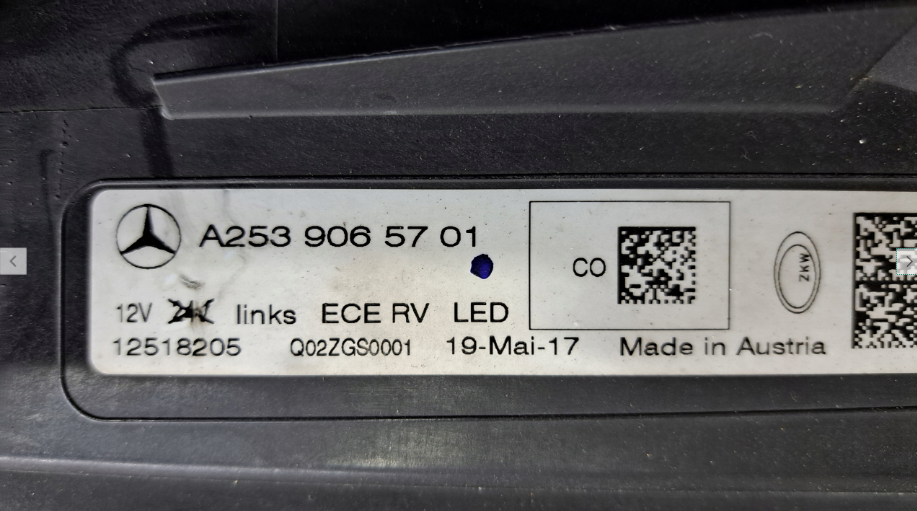 A253 906 57 01
CO
ZKW
12V 24V links ECE RV LED
12518205 Q02ZGS0001 19-Mai-17 Made in Austria